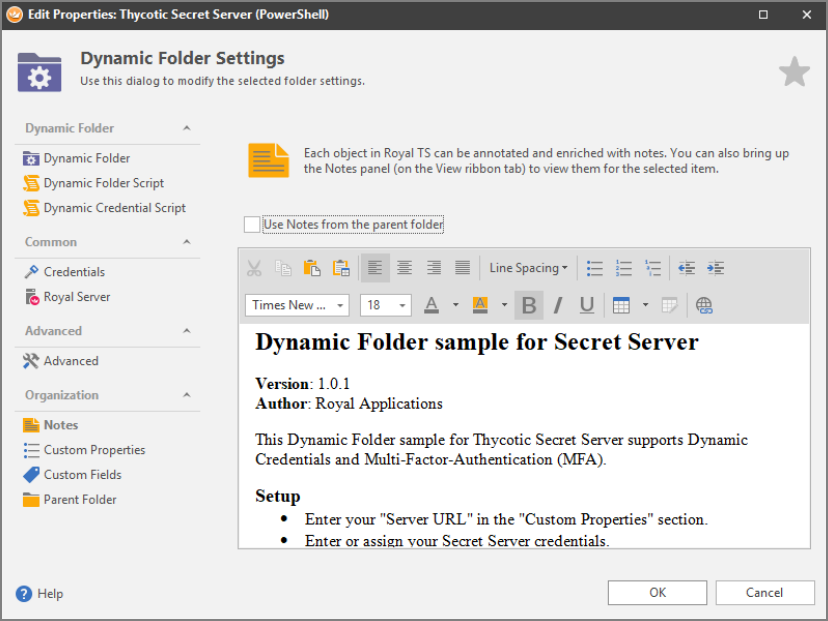 Edit Properties: Thycotic Secret Server (PowerShell)
Dynamic Folder Settings
Use this dialog to modify the selected folder settings.
Dynamic Folder
Dynamic Folder
Dynamic Folder Script
Dynamic Credential Script
Common
Credentials
Royal Server
Advanced
Advanced
Organization
Notes
Custom Properties
Custom Fields
Parent Folder
Each object in Royal TS can be annotated and enriched with notes. You can also bring up
the Notes panel (on the View ribbon tab) to view them for the selected item.
Use Notes from the parent folder
Line Spacing
Times New ... 18 A A B I U
Dynamic Folder sample for Secret Server
Version: 1.0.1
Author: Royal Applications
This Dynamic Folder sample for Thycotic Secret Server supports Dynamic
Credentials and Multi-Factor-Authentication (MFA).
Setup
• Enter your "Server URL" in the "Custom Properties" section.
• Enter or assign your Secret Server credentials.
Help
OK
Cancel